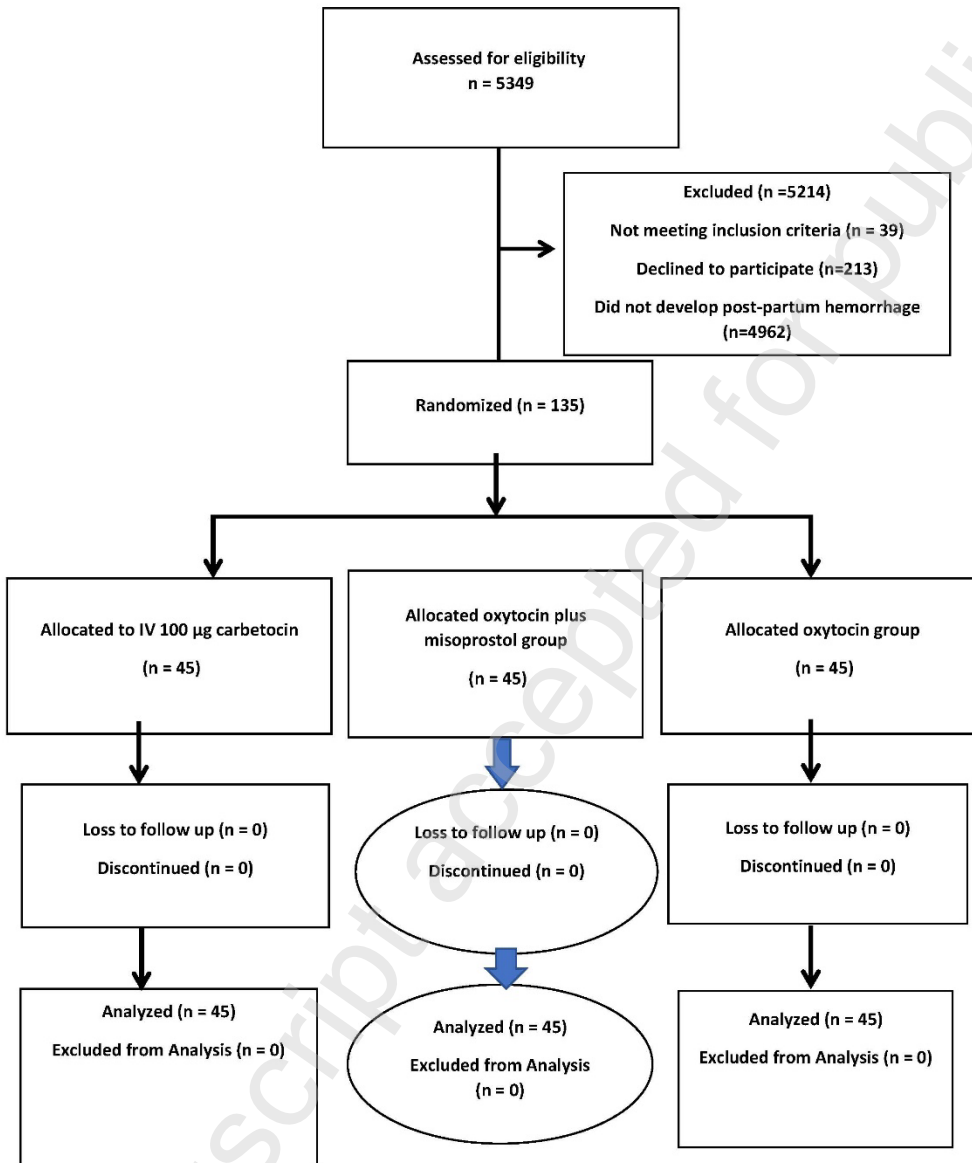 Assessed for eligibility
n = 5349
Excluded (n =5214)
Not meeting inclusion criteria (n = 39)
Declined to participate (n=213)
Did not develop post-partum hemorrhage
(n=4962)
Randomized (n = 135)
Allocated to IV 100 µg carbetocin
(n = 45)
Allocated oxytocin plus
misoprostol group
(n = 45)
Allocated oxytocin group
(n = 45)
Loss to follow up (n = 0)
Discontinued (n = 0)
Loss to follow up (n = 0)
Discontinued (n = 0)
Loss to follow up (n = 0)
Discontinued (n = 0)
Analyzed (n = 45)
Excluded from Analysis (n = 0)
Analyzed (n = 45)
Excluded from Analysis
(n = 0)
Analyzed (n = 45)
Excluded from Analysis (n = 0)
script accepted for publi